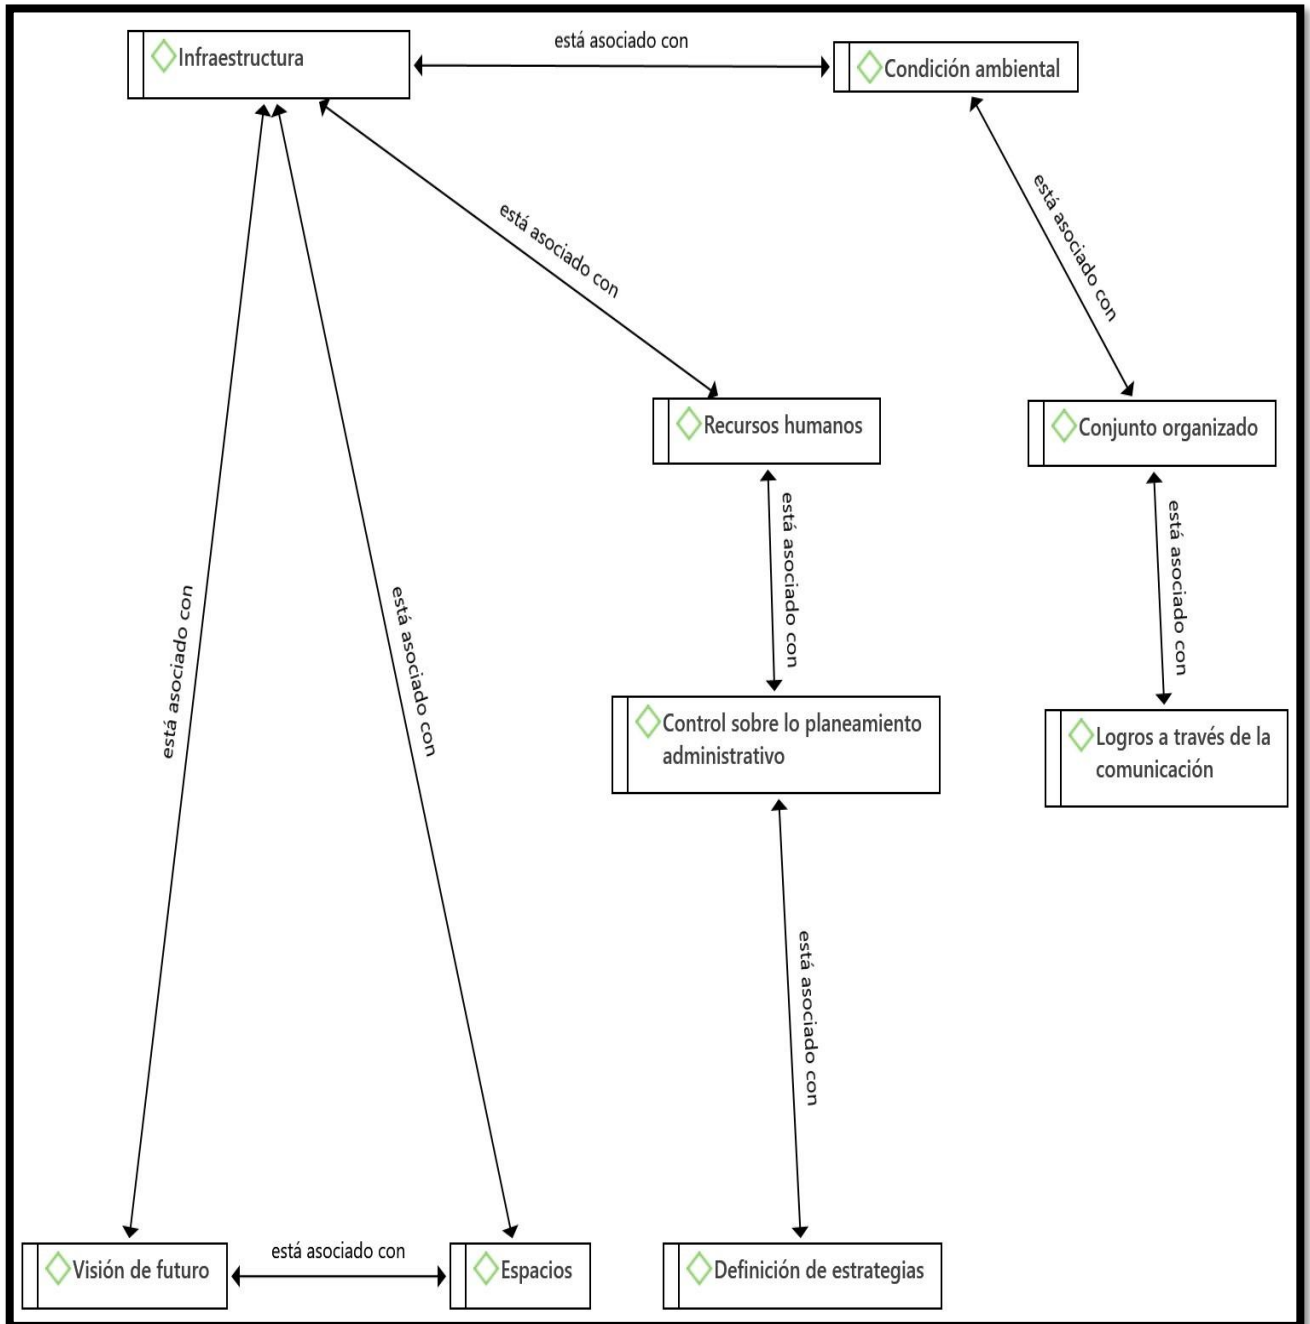 está asociado con
Infraestructura
Condición ambiental
está asociado con
está asociado con
Recursos humanos
Conjunto organizado
está asociado con
está asociado con
está asociado con
está asociado con
Control sobre lo planeamiento
administrativo
Logros a través de la
comunicación
está asociado con
está asociado con
Visión de futuro
Espacios
Definición de estrategias